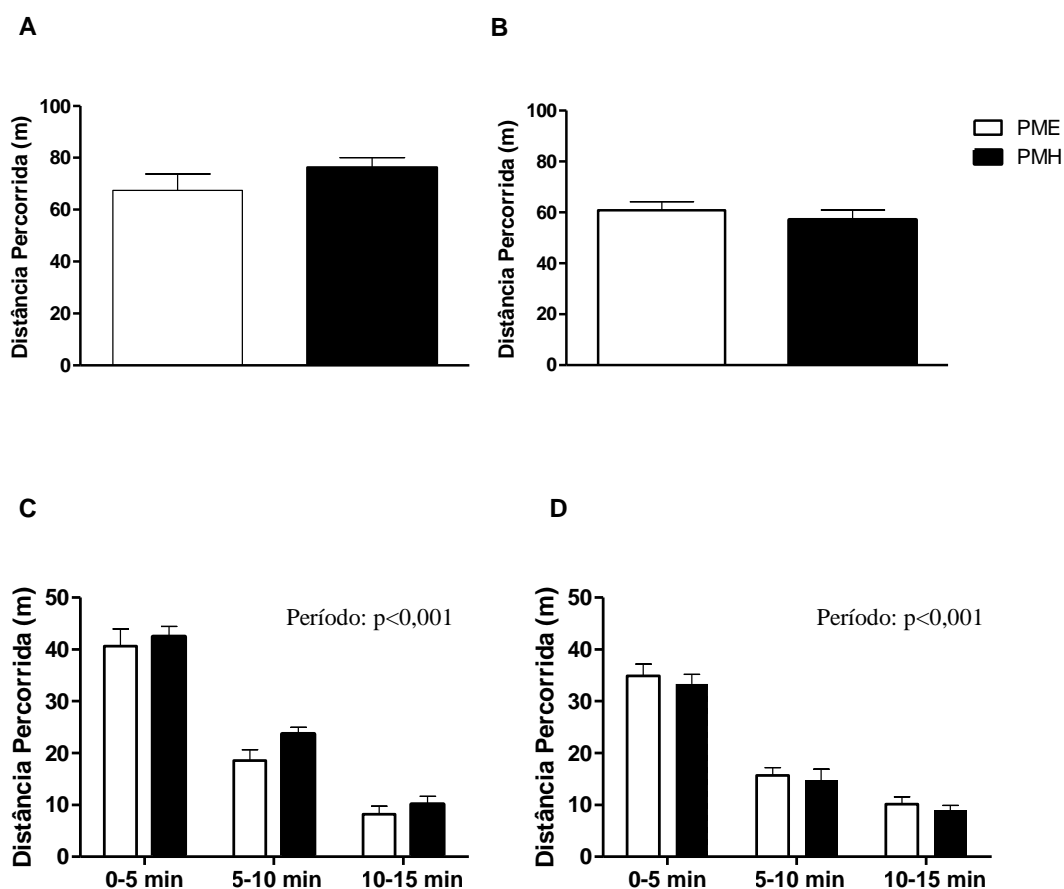 A
B
Distância Percorrida (m)
100
80
60
40
20
0
Distância Percorrida (m)
100
80
60
40
20
0
PME
PMH
C
D
Distância Percorrida (m)
50
40
30
20
10
0
Período: p<0,001
0-5 min
5-10 min
10-15 min
Distância Percorrida (m)
50
40
30
20
10
0
Período: p<0,001
0-5 min
5-10 min
10-15 min